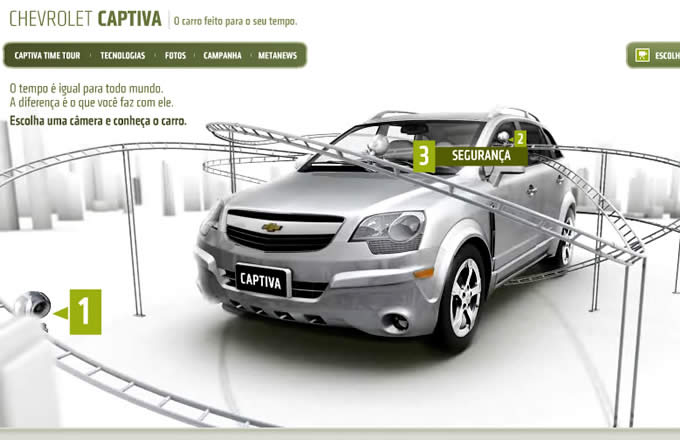 CHEVROLET CAPTIVA
O carro feito para o seu tempo.
CAPTIVA TIME TOUR
TECNOLOGIAS
FOTOS
CAMPANHA
METANEWS
O tempo é igual para todo mundo.
A diferença é o que você faz com ele.
Escolha uma câmera e conheça o carro.
2
3 SEGURANÇA
CAPTIVA
1